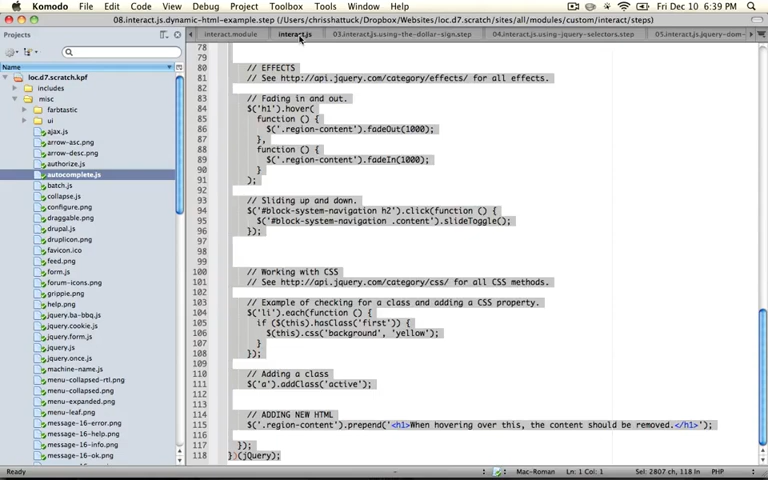 Komodo File Edit Code View Project Toolbox Tools Window Help Fri Dec 10 6:39 PM
08.interact.js.dynamic-html-example.step (/Users/chrisshattuck/Dropbox/Websites/loc.d7.scratch/sites/all/modules/custom/interact/steps)
Projects
interact.module interact.js 03.interact.js.using-the-dollar-sign.step 04.interact.js-using-jquery-selectors.step 05.interact.js.jquery-dom-
Name
loc.d7.scratch.kpf
includes
misc
farbtastic
ui
ajax.js
arrow-asc.png
arrow-desc.png
authorize.js
autocomplete.js
batch.js
collapse.js
configure.png
draggable.png
drupal.js
druplicon.png
favicon.ico
feed.png
form.js
forum-icons.png
grippie.png
help.png
jquery.ba-bbq.js
jquery.cookie.js
jquery.form.js
jquery.js
jquery.once.js
machine-name.js
menu-collapsed-rtl.png
menu-collapsed.png
menu-expanded.png
menu-leaf.png
message-16-error.png
message-16-help.png
message-16-info.png
message-16-ok.png
78
79
80 // EFFECTS
81 // See http://api.jquery.com/category/effects/ for all effects.
82
83 // Fading in and out.
84 $('h1').hover(
85 function () {
86 $('.region-content').fadeOut(1000);
87 },
88 function () {
89 $('.region-content').fadeIn(1000);
90 }
91 );
92
93 // Sliding up and down.
94 $('#block-system-navigation h2').click(function () {
95 $('#block-system-navigation .content').slideToggle();
96 });
97
98
99
100 // Working with CSS
101 // See http://api.jquery.com/category/css/ for all CSS methods.
102
103 // Example of checking for a class and adding a CSS property.
104 $('li').each(function () {
105 if ($(this).hasClass('first')) {
106 $(this).css('background', 'yellow');
107 }
108 });
109
110 // Adding a class
111 $('a').addClass('active');
112
114 // ADDING NEW HTML
115 $('.region-content').prepend('<h1>When hovering over this, the content should be removed.</h1>');
116
117 });
118 })(jQuery);
Ready Mac-Roman Ln: 1 Col: 1 Sel: 2807 ch, 118 ln PHP